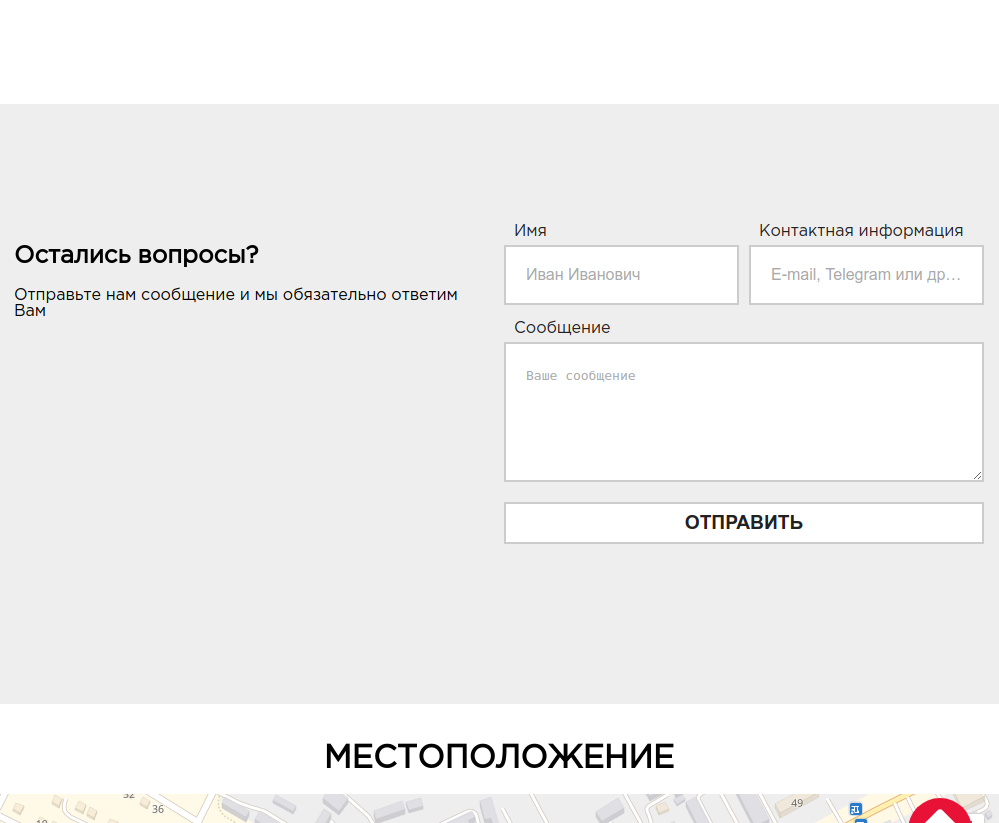 Остались вопросы?
Отправьте нам сообщение и мы обязательно ответим
Вам
Имя
Контактная информация
Иван Иванович
E-mail, Telegram или др…
Сообщение
Ваше сообщение
ОТПРАВИТЬ
МЕСТОПОЛОЖЕНИЕ
36
49